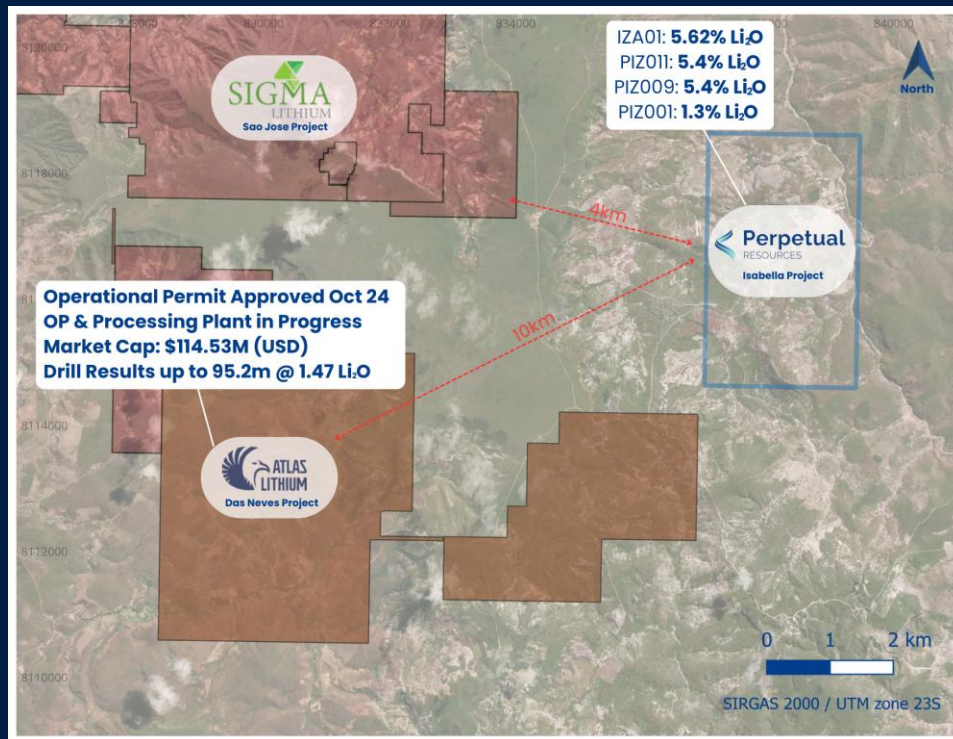 830000
832000
834000
840000
8120000
SIGMA
LITHIUM
Sao Jose Project
IZA01: 5.62% Li₂O
PIZ011: 5.4% Li₂O
PIZ009: 5.4% Li₂O
PIZ001: 1.3% Li₂O
North
8118000
4km
Perpetual
RESOURCES
Isabella Project
Operational Permit Approved Oct 24
OP & Processing Plant in Progress
Market Cap: $114.53M (USD)
Drill Results up to 95.2m @ 1.47 Li₂O
10km
8114000
ATLAS
LITHIUM
Das Neves Project
8112000
0 1 2 km
8110000
SIRGAS 2000 / UTM zone 23S